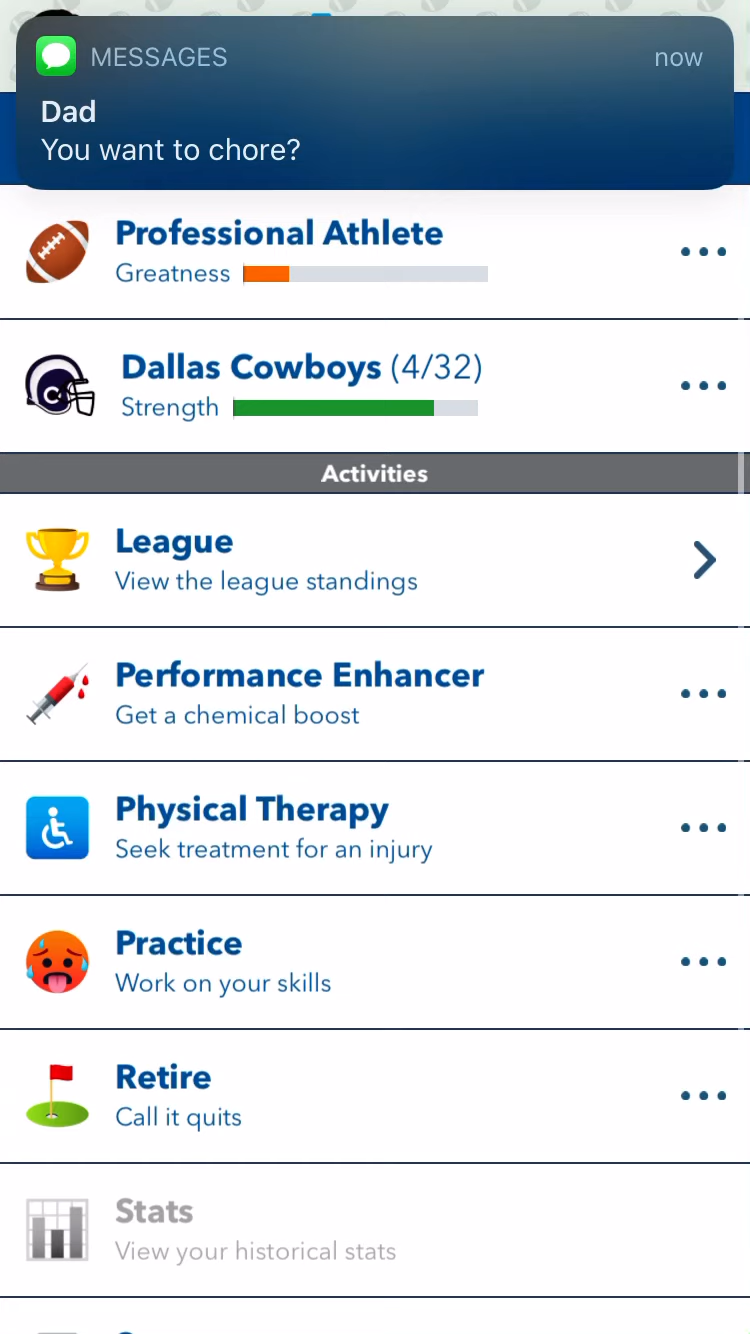 MESSAGES now
Dad
You want to chore?
Professional Athlete
Greatness
Dallas Cowboys (4/32)
Strength
Activities
League
View the league standings
Performance Enhancer
Get a chemical boost
Physical Therapy
Seek treatment for an injury
Practice
Work on your skills
Retire
Call it quits
Stats
View your historical stats